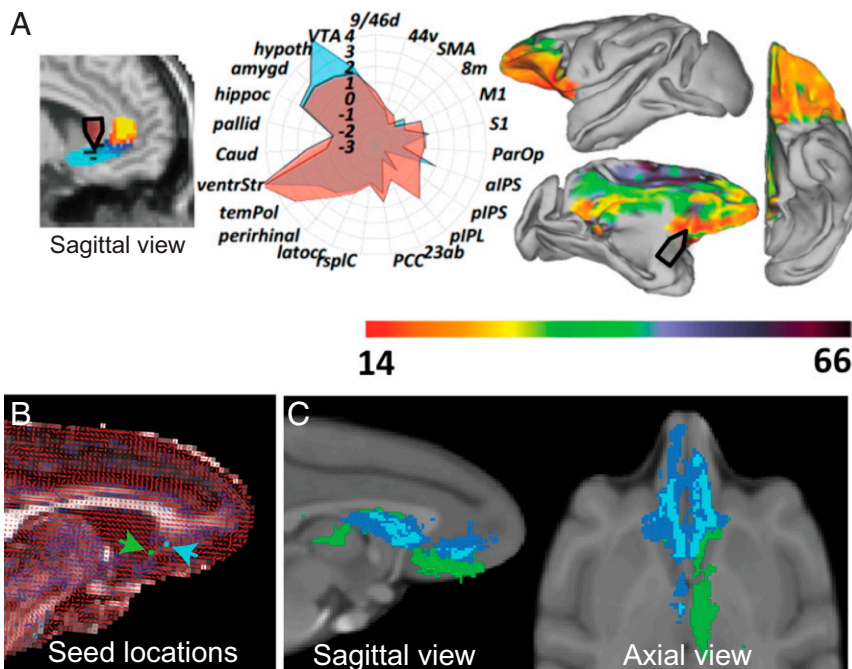 A
Sagittal view
9/46d
44v
SMA
8m
M1
S1
ParOp
aIPS
pIPS
pIPL
23ab
PCC
rsplC
latocc
perirhinal
temPol
ventrStr
Caud
pallid
hippoc
amygd
hypoth
VTA
4
3
2
1
0
-1
-2
-3
14
66
B
Seed locations
C
Sagittal view
Axial view